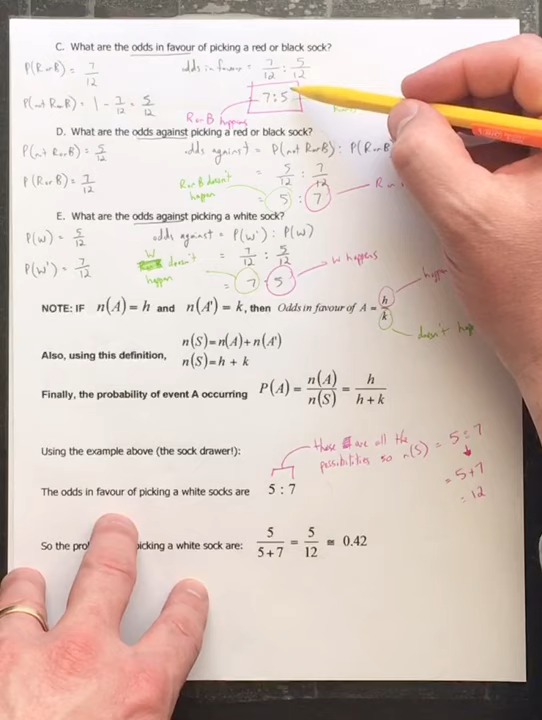 C. What are the odds in favour of picking a red or black sock?
P(R or B) = 7/12 odds in favour = 7/12 : 5/12
P(not R or B) = 1 - 7/12 = 5/12 7:5
R or B happens
D. What are the odds against picking a red or black sock?
P(not R or B) = 5/12 odds against = P(not R or B) : P(R or B
P(R or B) = 7/12 = 5/12 : 7/12
R or B doesn't happen = 5 : 7 R or
E. What are the odds against picking a white sock?
P(W) = 5/12 odds against = P(W') : P(W)
P(W') = 7/12 = 7/12 : 5/12
W doesn't happen = 7 : 5 W happens
NOTE: IF n(A) = h and n(A') = k, then Odds in favour of A = h/k
happ
doesn't hap
Also, using this definition, n(S) = n(A) + n(A')
n(S) = h + k
Finally, the probability of event A occurring P(A) = n(A)/n(S) = h/(h + k)
Using the example above (the sock drawer!):
these are all the possibilities so n(S) = 5 : 7
= 5+7
= 12
The odds in favour of picking a white socks are 5 : 7
So the picking a white sock are: 5/(5+7) = 5/12 ≅ 0.42